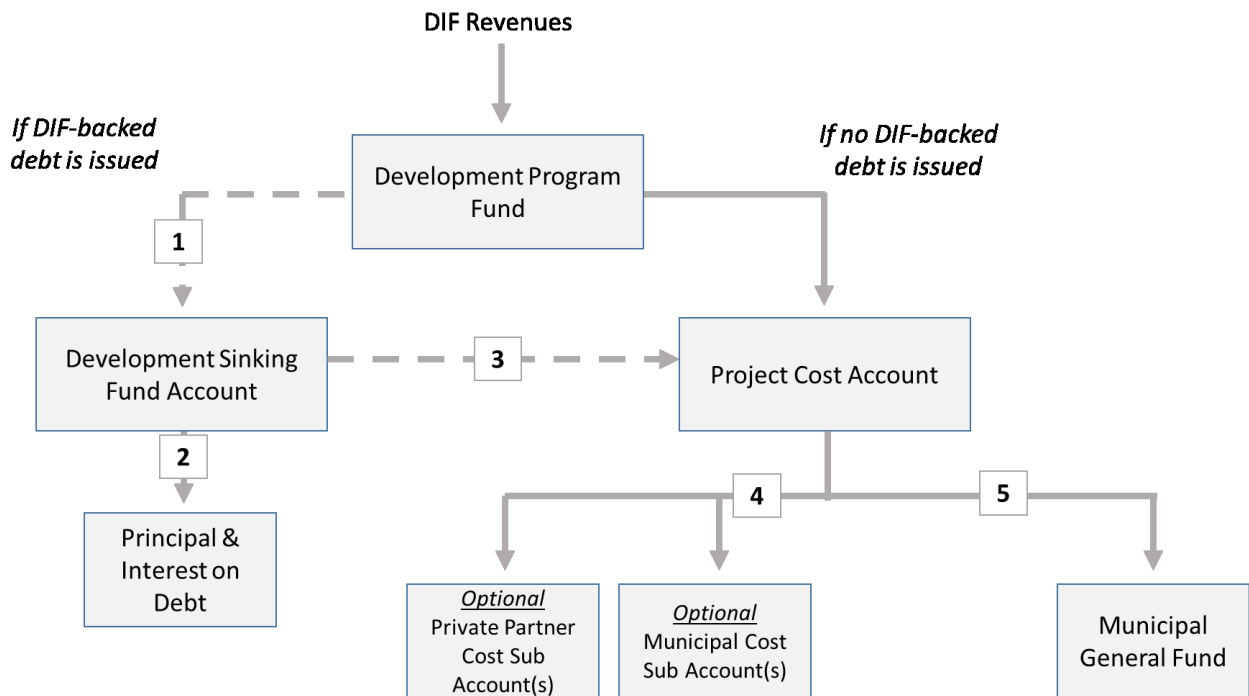 DIF Revenues
If DIF-backed
debt is issued
If no DIF-backed
debt is issued
Development Program
Fund
1
Development Sinking
Fund Account
3
Project Cost Account
2
4
5
Principal &
Interest on
Debt
Optional
Private Partner
Cost Sub
Account(s)
Optional
Municipal Cost
Sub Account(s)
Municipal
General Fund